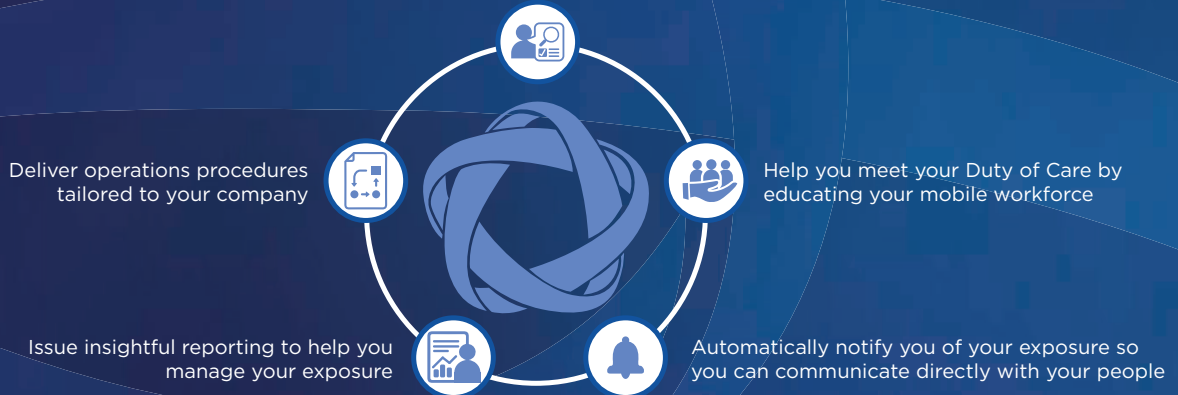 Deliver operations procedures
tailored to your company
Help you meet your Duty of Care by
educating your mobile workforce
Issue insightful reporting to help you
manage your exposure
Automatically notify you of your exposure so
you can communicate directly with your people